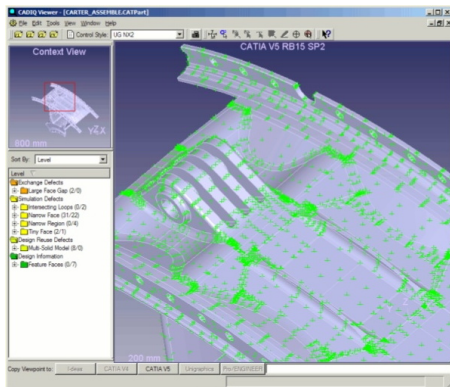 CADIQ Viewer - [CARTER_ASSEMBLE.CATPart]
File Edit Tools View Window Help
Control Style: UG NX2
Context View
CATIA V5 RB15 SP2
YZ,X
800 mm
Sort By: Level
Level
Exchange Defects
Large Face Gap (2/0)
Simulation Defects
Intersecting Loops (0/2)
Narrow Face (31/22)
Narrow Region (0/4)
Tiny Face (2/1)
Design Reuse Defects
Multi-Solid Model (8/0)
Design Information
Feature Faces (0/7)
200 mm
Copy Viewpoint to: I-deas CATIA V4 CATIA V5 Unigraphics Pro/ENGINEER